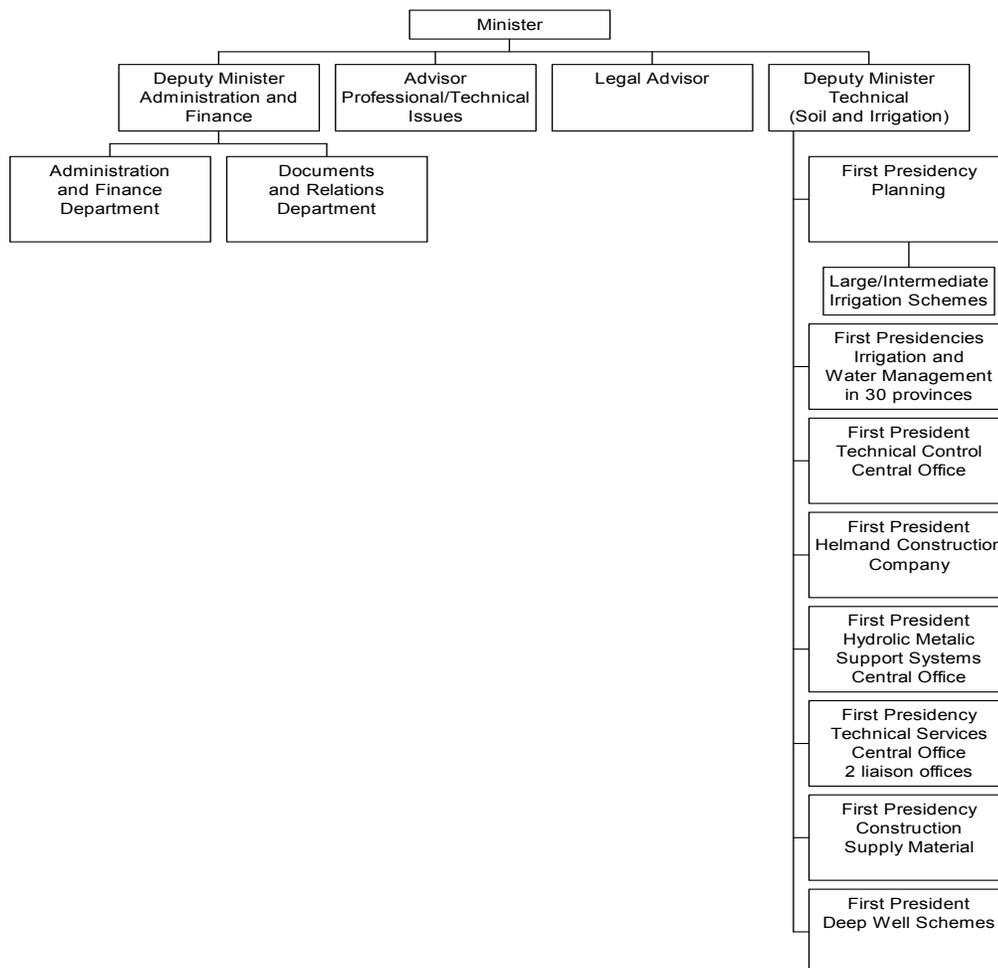 Minister
Deputy Minister
Administration and
Finance
Advisor
Professional/Technical
Issues
Legal Advisor
Deputy Minister
Technical
(Soil and Irrigation)
Administration
and Finance
Department
Documents
and Relations
Department
First Presidency
Planning
Large/Intermediate
Irrigation Schemes
First Presidencies
Irrigation and
Water Management
in 30 provinces
First President
Technical Control
Central Office
First President
Helmand Construction
Company
First President
Hydrolic Metalic
Support Systems
Central Office
First Presidency
Technical Services
Central Office
2 liaison offices
First Presidency
Construction
Supply Material
First President
Deep Well Schemes